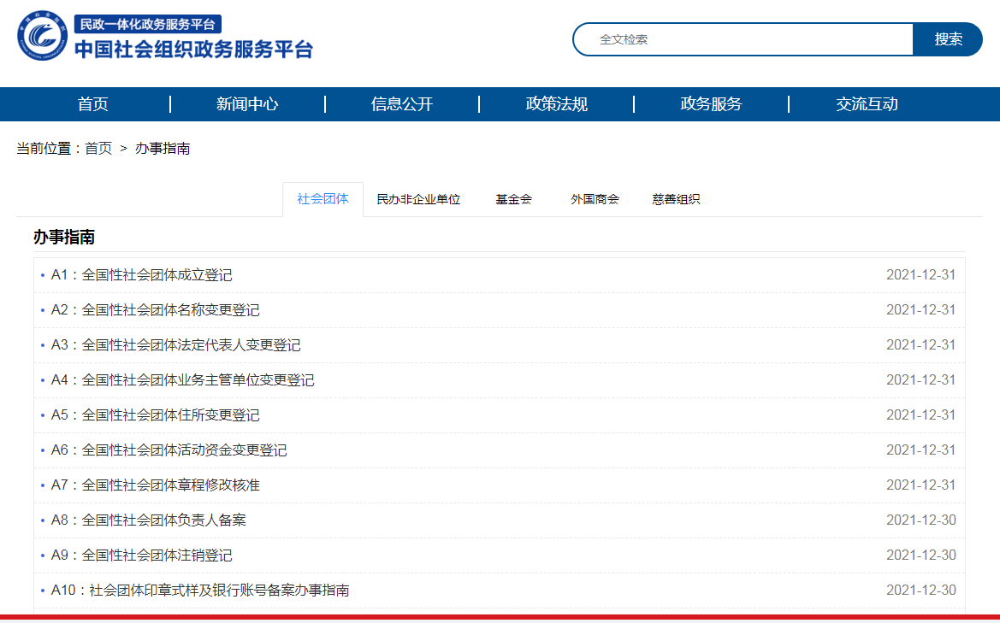 民政一体化政务服务平台
中国社会组织政务服务平台
全文检索 搜索
首页 新闻中心 信息公开 政策法规 政务服务 交流互动
当前位置：首页 > 办事指南
社会团体 民办非企业单位 基金会 外国商会 慈善组织
办事指南
• A1：全国性社会团体成立登记 2021-12-31
• A2：全国性社会团体名称变更登记 2021-12-31
• A3：全国性社会团体法定代表人变更登记 2021-12-31
• A4：全国性社会团体业务主管单位变更登记 2021-12-31
• A5：全国性社会团体住所变更登记 2021-12-31
• A6：全国性社会团体活动资金变更登记 2021-12-31
• A7：全国性社会团体章程修改核准 2021-12-31
• A8：全国性社会团体负责人备案 2021-12-30
• A9：全国性社会团体注销登记 2021-12-30
• A10：社会团体印章式样及银行账号备案办事指南 2021-12-30